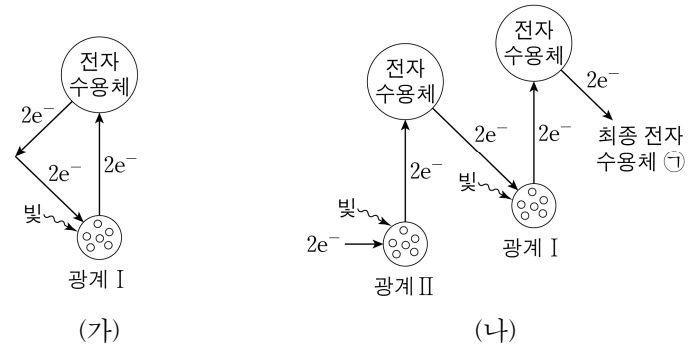 전자
수용체
2e⁻
2e⁻
2e⁻
빛
광계 Ⅰ
(가)
전자
수용체
2e⁻
2e⁻
빛
2e⁻
광계 Ⅱ
전자
수용체
2e⁻
2e⁻
빛
광계 Ⅰ
최종 전자
수용체 ㉠
(나)